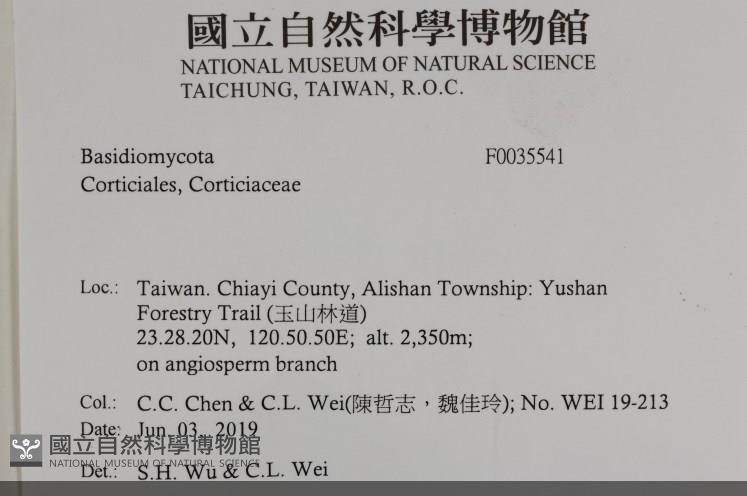 國立自然科學博物館
NATIONAL MUSEUM OF NATURAL SCIENCE
TAICHUNG, TAIWAN, R.O.C.
Basidiomycota F0035541
Corticiales, Corticiaceae
Loc.: Taiwan. Chiayi County, Alishan Township: Yushan
Forestry Trail (玉山林道)
23.28.20N, 120.50.50E; alt. 2,350m;
on angiosperm branch
Col.: C.C. Chen & C.L. Wei(陳哲志，魏佳玲); No. WEI 19-213
Date: Jun. 03, 2019
國立自然科學博物館
NATIONAL MUSEUM OF NATURAL SCIENCE
Det.: S.H. Wu & C.L. Wei